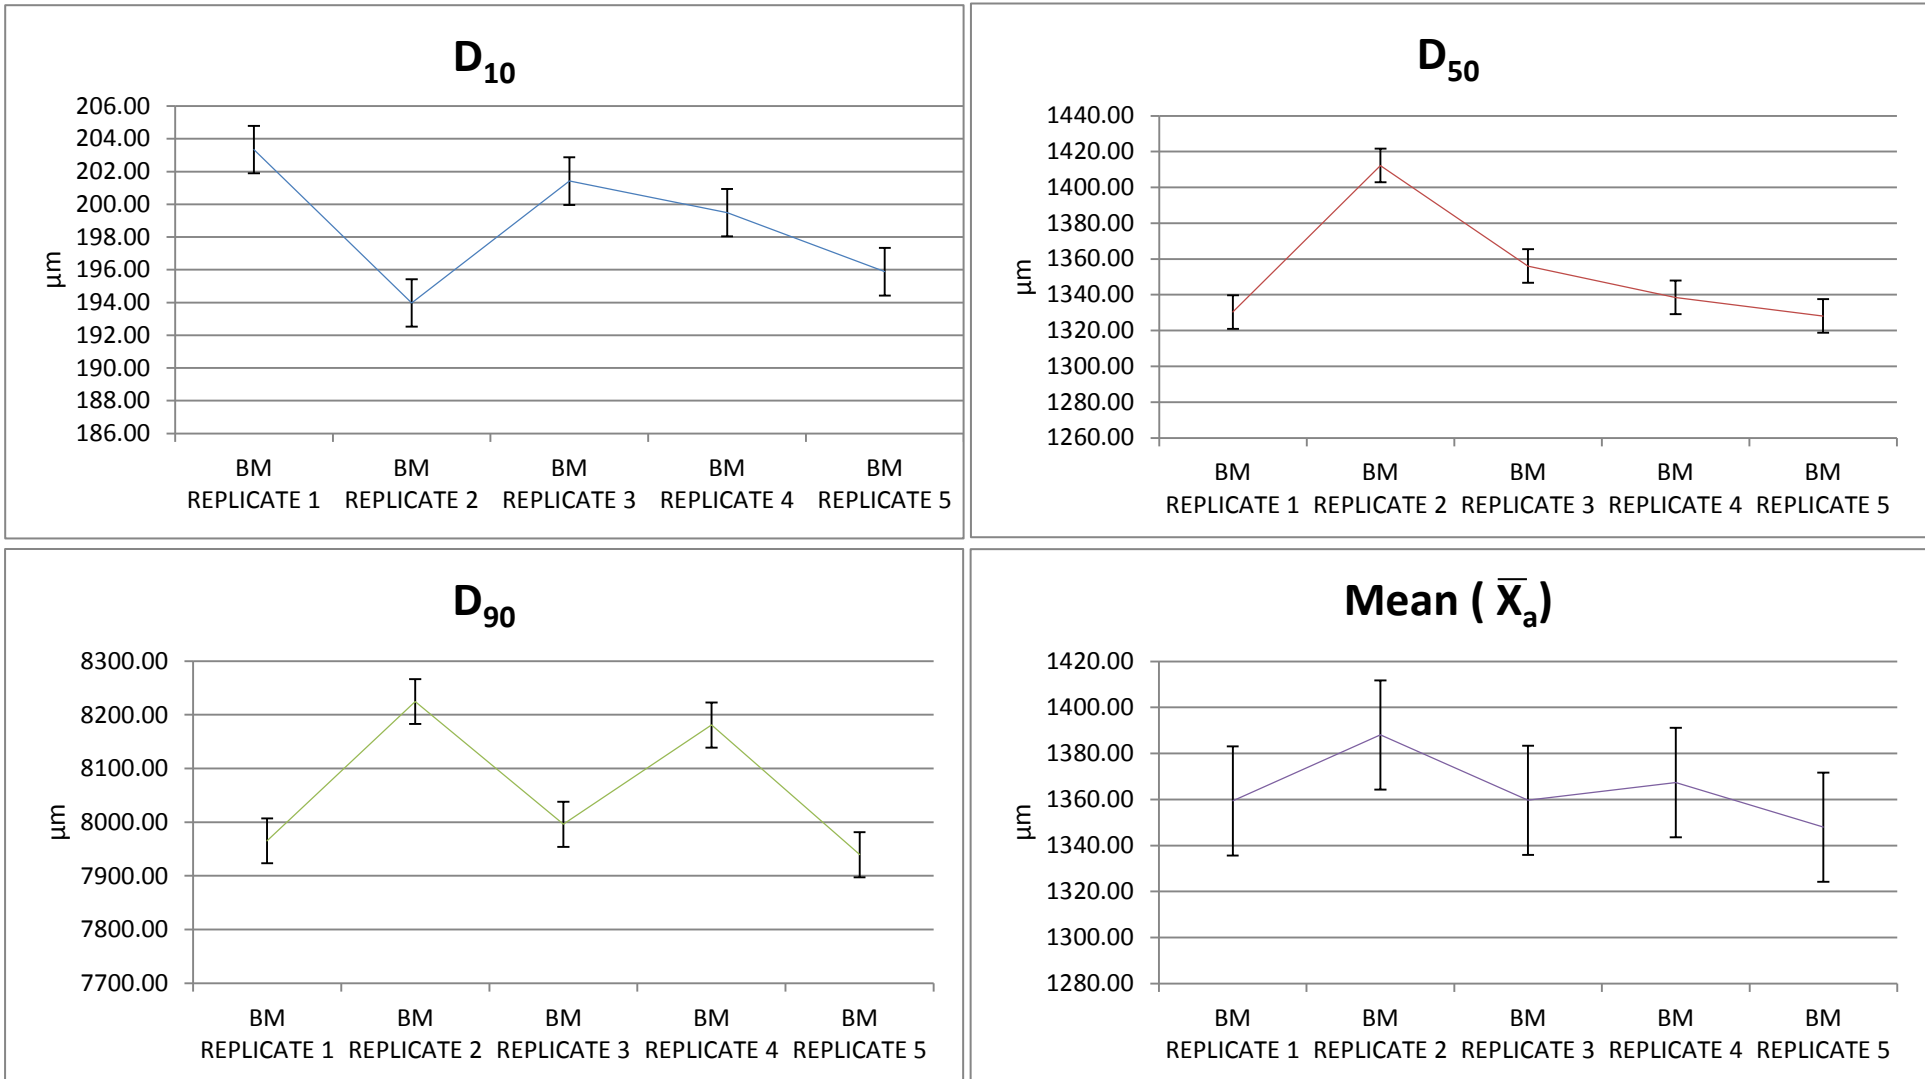 D10
206.00
204.00
202.00
200.00
198.00
196.00
194.00
192.00
190.00
188.00
186.00
µm
BM BM BM BM BM
REPLICATE 1 REPLICATE 2 REPLICATE 3 REPLICATE 4 REPLICATE 5
D50
1440.00
1420.00
1400.00
1380.00
1360.00
1340.00
1320.00
1300.00
1280.00
1260.00
µm
BM BM BM BM BM
REPLICATE 1 REPLICATE 2 REPLICATE 3 REPLICATE 4 REPLICATE 5
D90
8300.00
8200.00
8100.00
8000.00
7900.00
7800.00
7700.00
µm
BM BM BM BM BM
REPLICATE 1 REPLICATE 2 REPLICATE 3 REPLICATE 4 REPLICATE 5
Mean ( X̅a)
1420.00
1400.00
1380.00
1360.00
1340.00
1320.00
1300.00
1280.00
µm
BM BM BM BM BM
REPLICATE 1 REPLICATE 2 REPLICATE 3 REPLICATE 4 REPLICATE 5